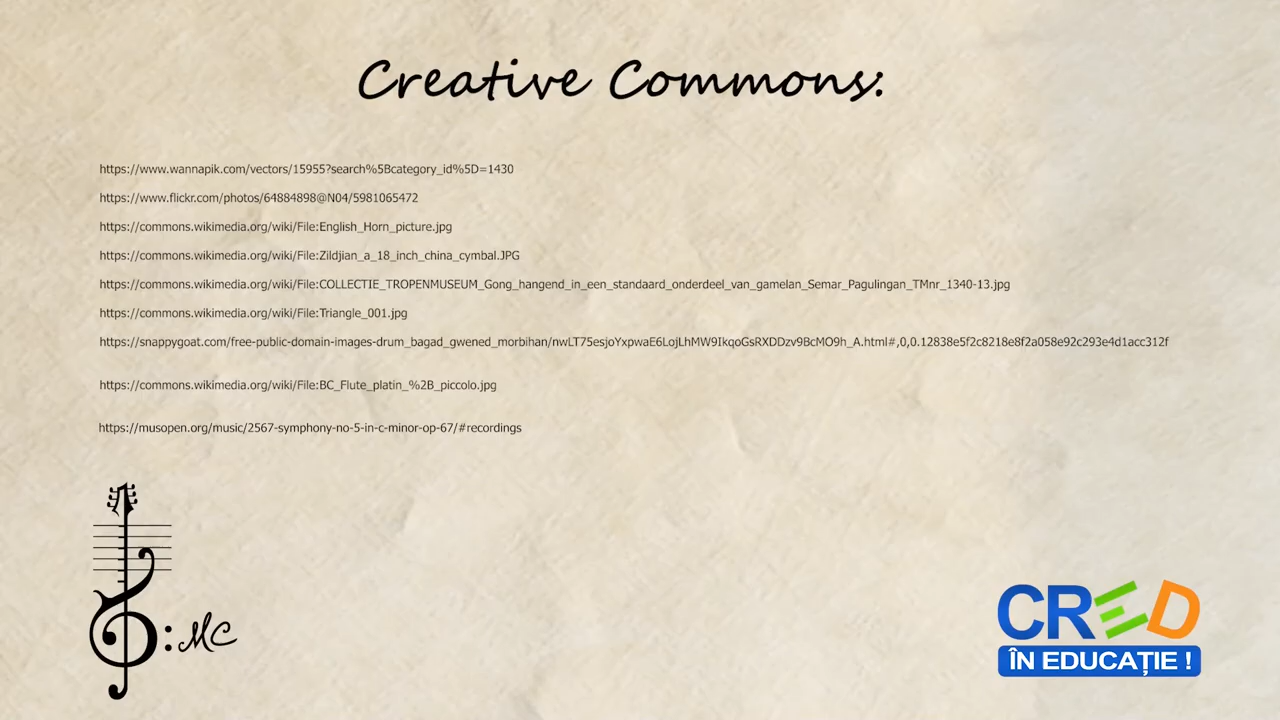 Creative Commons:
https://www.wannapik.com/vectors/15955?search%5Bcategory_id%5D=1430
https://www.flickr.com/photos/64884898@N04/5981065472
https://commons.wikimedia.org/wiki/File:English_Horn_picture.jpg
https://commons.wikimedia.org/wiki/File:Zildjian_a_18_inch_china_cymbal.JPG
https://commons.wikimedia.org/wiki/File:COLLECTIE_TROPENMUSEUM_Gong_hangend_in_een_standaard_onderdeel_van_gamelan_Semar_Pagulingan_TMnr_1340-13.jpg
https://commons.wikimedia.org/wiki/File:Triangle_001.jpg
https://snappygoat.com/free-public-domain-images-drum_bagad_gwened_morbihan/nwLT75esjoYxpwaE6LojLhMW9IkqoGsRXDDzv9BcMO9h_A.html#,0,0.12838e5f2c8218e8f2a058e92c293e4d1acc312f
https://commons.wikimedia.org/wiki/File:BC_Flute_platin_%2B_piccolo.jpg
https://musopen.org/music/2567-symphony-no-5-in-c-minor-op-67/#recordings
:MC
CRED
ÎN EDUCAȚIE !